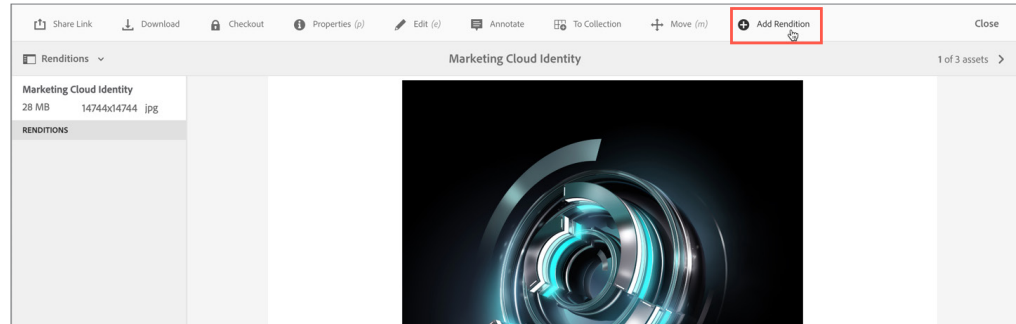 Share Link Download Checkout Properties (p) Edit (e) Annotate To Collection Move (m) Add Rendition Close
Renditions Marketing Cloud Identity 1 of 3 assets
Marketing Cloud Identity
28 MB 14744x14744 jpg
RENDITIONS